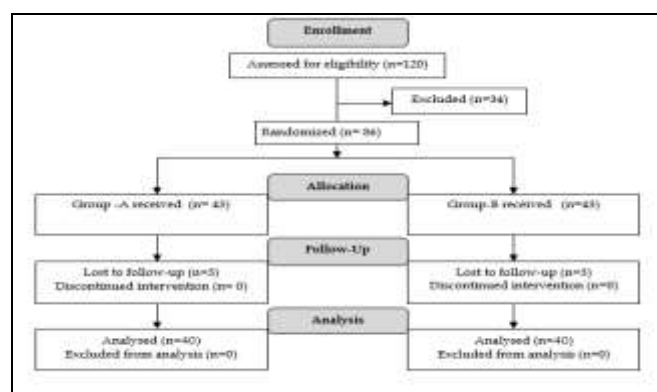 Enrollment
Assessed for eligibility (n=120)
Excluded (n=34)
Randomized (n= 86)
Allocation
Group -A received (n= 43)
Group-B received (n=43)
Follow-Up
Lost to follow-up (n=3)
Discontinued intervention (n= 0)
Lost to follow-up (n=3)
Discontinued intervention (n=0)
Analysis
Analysed (n=40)
Excluded from analysis (n=0)
Analysed (n=40)
Excluded from analysis (n=0)